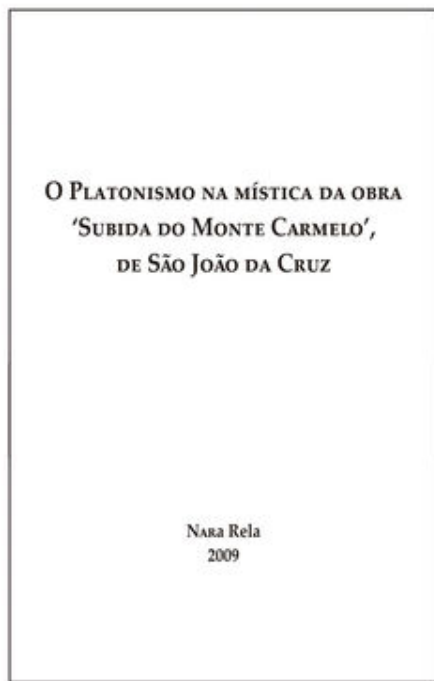 O Platonismo na mística da obra
‘Subida do Monte Carmelo’,
de São João da Cruz
Nara Rela
2009